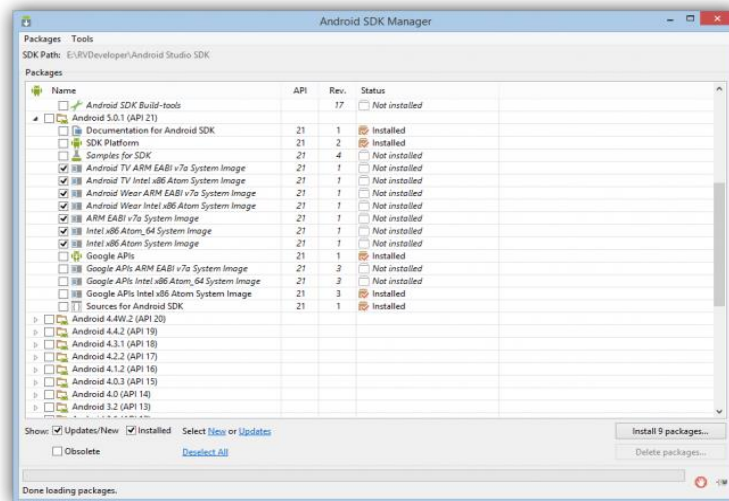 Android SDK Manager
Packages Tools
SDK Path: E:\RVDeveloper\Android Studio SDK
Packages
Name API Rev. Status
Android SDK Build-tools 17 Not installed
Android 5.0.1 (API 21)
Documentation for Android SDK 21 1 Installed
SDK Platform 21 2 Installed
Samples for SDK 21 4 Not installed
Android TV ARM EABI v7a System Image 21 1 Not installed
Android TV Intel x86 Atom System Image 21 1 Not installed
Android Wear ARM EABI v7a System Image 21 1 Not installed
Android Wear Intel x86 Atom System Image 21 1 Not installed
ARM EABI v7a System Image 21 1 Not installed
Intel x86 Atom_64 System Image 21 1 Not installed
Intel x86 Atom System Image 21 1 Not installed
Google APIs 21 1 Installed
Google APIs ARM EABI v7a System Image 21 3 Not installed
Google APIs Intel x86 Atom_64 System Image 21 3 Not installed
Google APIs Intel x86 Atom System Image 21 3 Installed
Sources for Android SDK 21 1 Installed
Android 4.4W.2 (API 20)
Android 4.4.2 (API 19)
Android 4.3.1 (API 18)
Android 4.2.2 (API 17)
Android 4.1.2 (API 16)
Android 4.0.3 (API 15)
Android 4.0 (API 14)
Android 3.2 (API 13)
Show: Updates/New Installed Select New or Updates Install 9 packages...
Obsolete Deselect All Delete packages...
Done loading packages.